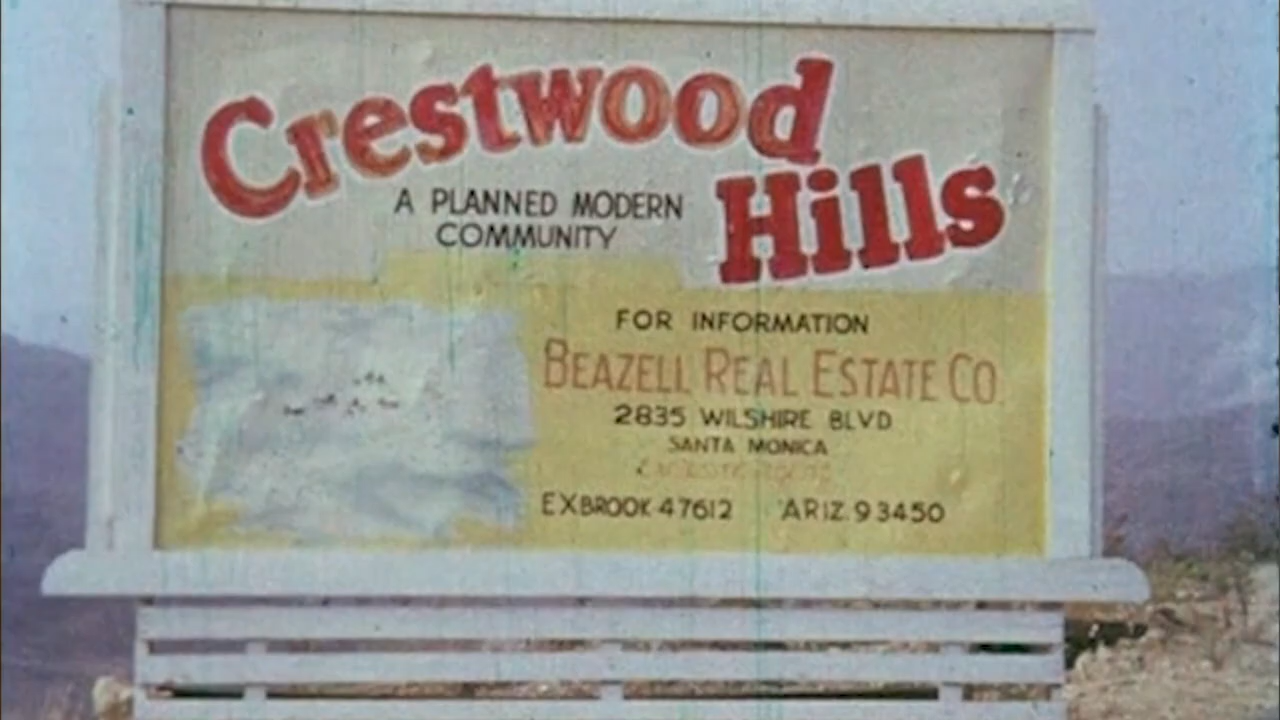 Crestwood
Hills
A PLANNED MODERN
COMMUNITY
FOR INFORMATION
BEAZELL REAL ESTATE CO.
2835 WILSHIRE BLVD
SANTA MONICA
EXBROOK 47612 ARIZ. 93450